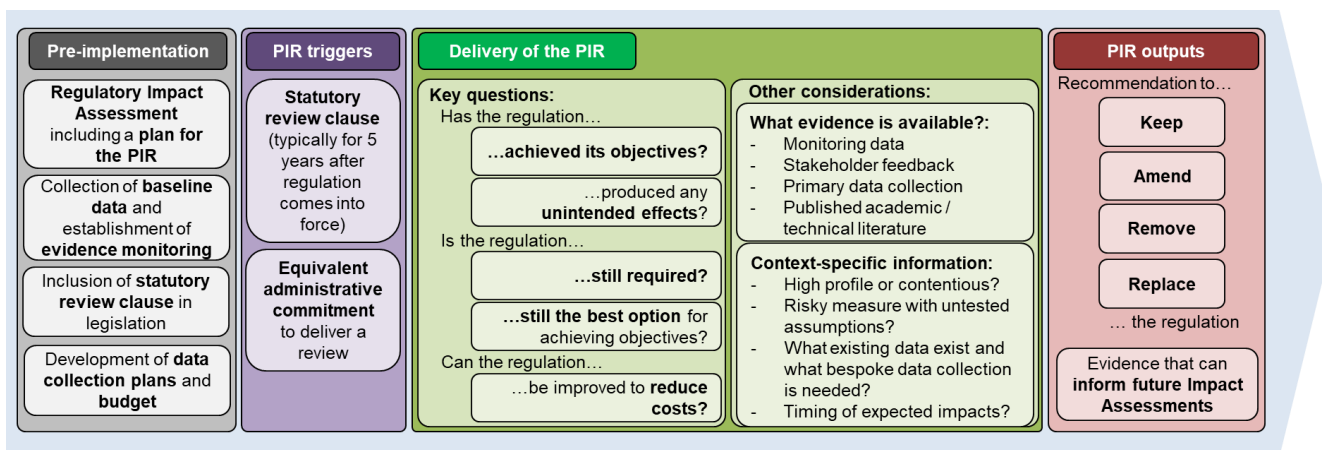 Pre-implementation
Regulatory Impact
Assessment
including a plan for
the PIR
Collection of baseline
data and
establishment of
evidence monitoring
Inclusion of statutory
review clause in
legislation
Development of data
collection plans and
budget
PIR triggers
Statutory
review clause
(typically for 5
years after
regulation
comes into
force)
Equivalent
administrative
commitment
to deliver a
review
Delivery of the PIR
Key questions:
Has the regulation…
…achieved its objectives?
…produced any
unintended effects?
Is the regulation…
…still required?
…still the best option for
achieving objectives?
Can the regulation…
…be improved to reduce
costs?
Other considerations:
What evidence is available?:
- Monitoring data
- Stakeholder feedback
- Primary data collection
- Published academic /
technical literature
Context-specific information:
- High profile or contentious?
- Risky measure with untested
assumptions?
- What existing data exist and
what bespoke data collection
is needed?
- Timing of expected impacts?
PIR outputs
Recommendation to…
Keep
Amend
Remove
Replace
… the regulation
Evidence that can
inform future Impact
Assessments